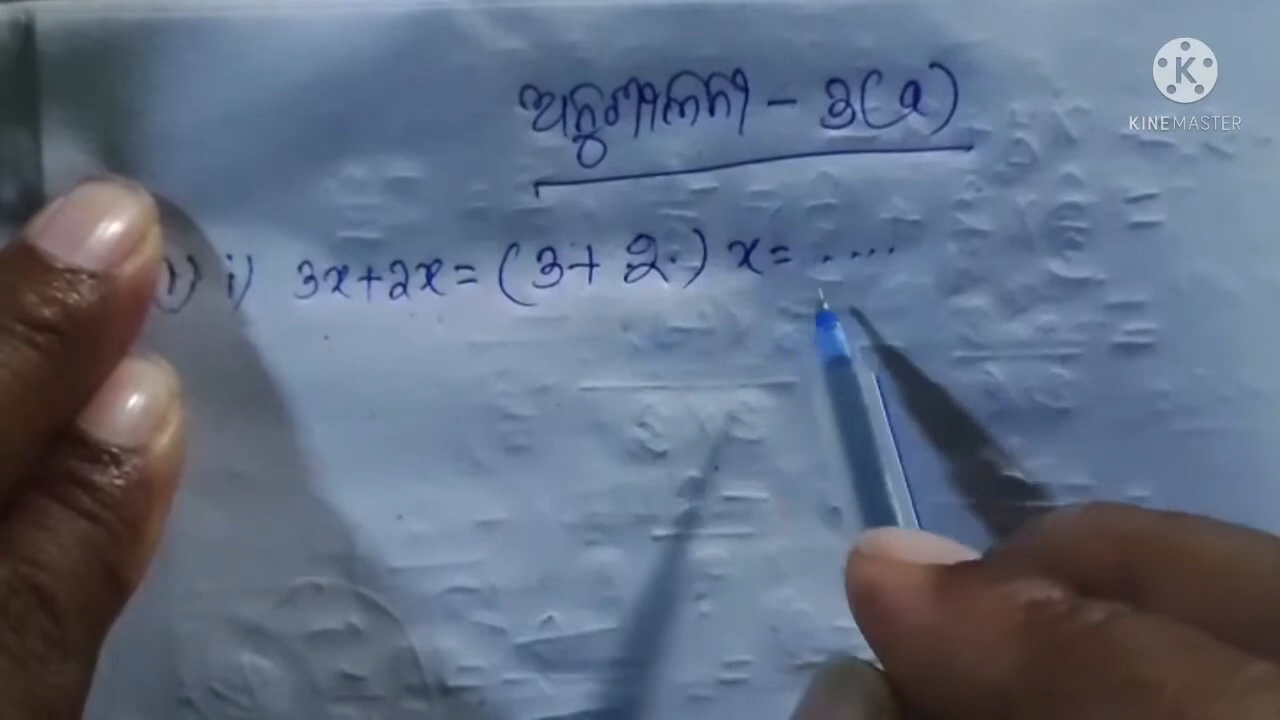 ଅନୁଶୀଳନୀ - 3(a)
1) i) 3x+2x = (3+ 2.) x= .....
KINEMASTER